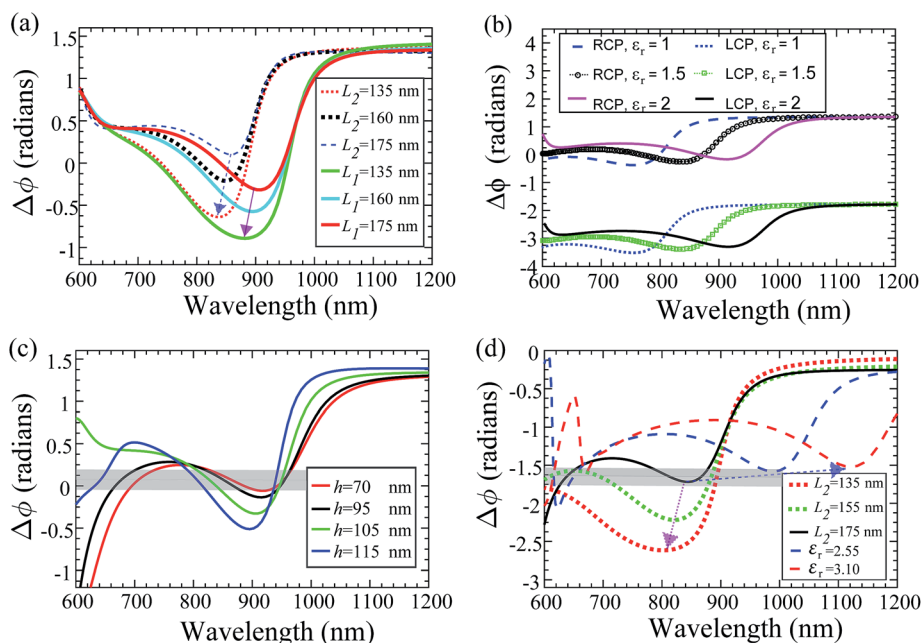 (a)
Δϕ (radians)
1.5
1
0.5
0
-0.5
-1
600 700 800 900 1000 1100 1200
Wavelength (nm)
L2=135 nm
L2=160 nm
L2=175 nm
L1=135 nm
L1=160 nm
L1=175 nm
(b)
Δϕ (radians)
4
3
2
1
0
-1
-2
-3
-4
600 700 800 900 1000 1100 1200
Wavelength (nm)
RCP, εr=1 LCP, εr=1
RCP, εr=1.5 LCP, εr=1.5
RCP, εr=2 LCP, εr=2
(c)
Δϕ (radians)
1.5
1
0.5
0
-0.5
-1
600 700 800 900 1000 1100 1200
Wavelength (nm)
h=70 nm
h=95 nm
h=105 nm
h=115 nm
(d)
Δϕ (radians)
0
-0.5
-1
-1.5
-2
-2.5
-3
600 700 800 900 1000 1100 1200
Wavelength (nm)
L2=135 nm
L2=155 nm
L2=175 nm
εr=2.55
εr=3.10